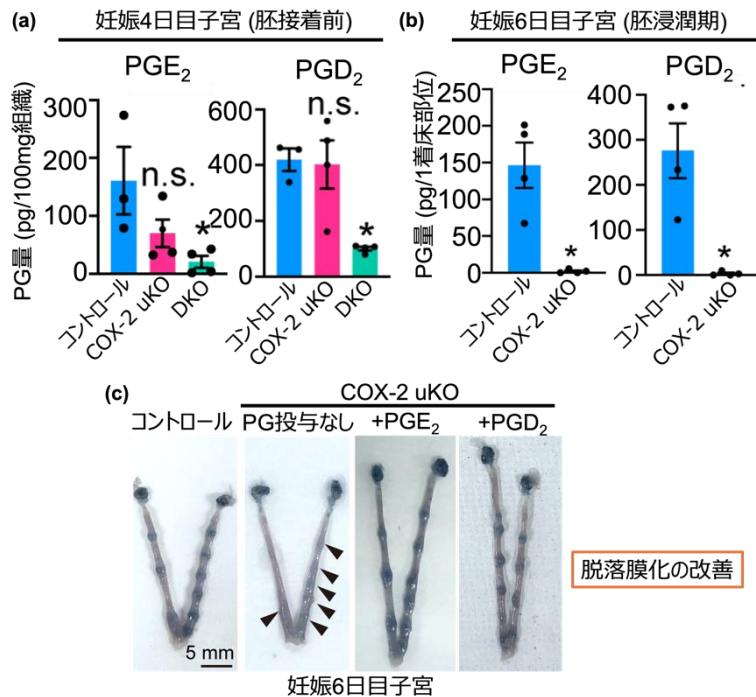 (a) 妊娠4日目子宮 (胚接着前)
PGE2
PGD2
PG量 (pg/100mg組織)
300
200
100
0
n.s.
*
コントロール
COX-2 uKO
DKO
600
400
200
0
n.s.
*
コントロール
COX-2 uKO
DKO
(b) 妊娠6日目子宮 (胚浸潤期)
PGE2
PGD2
PG量 (pg/1着床部位)
250
200
150
100
50
0
*
コントロール
COX-2 uKO
400
300
200
100
0
*
コントロール
COX-2 uKO
(c)
COX-2 uKO
コントロール
PG投与なし
+PGE2
+PGD2
5 mm
脱落膜化の改善
妊娠6日目子宮